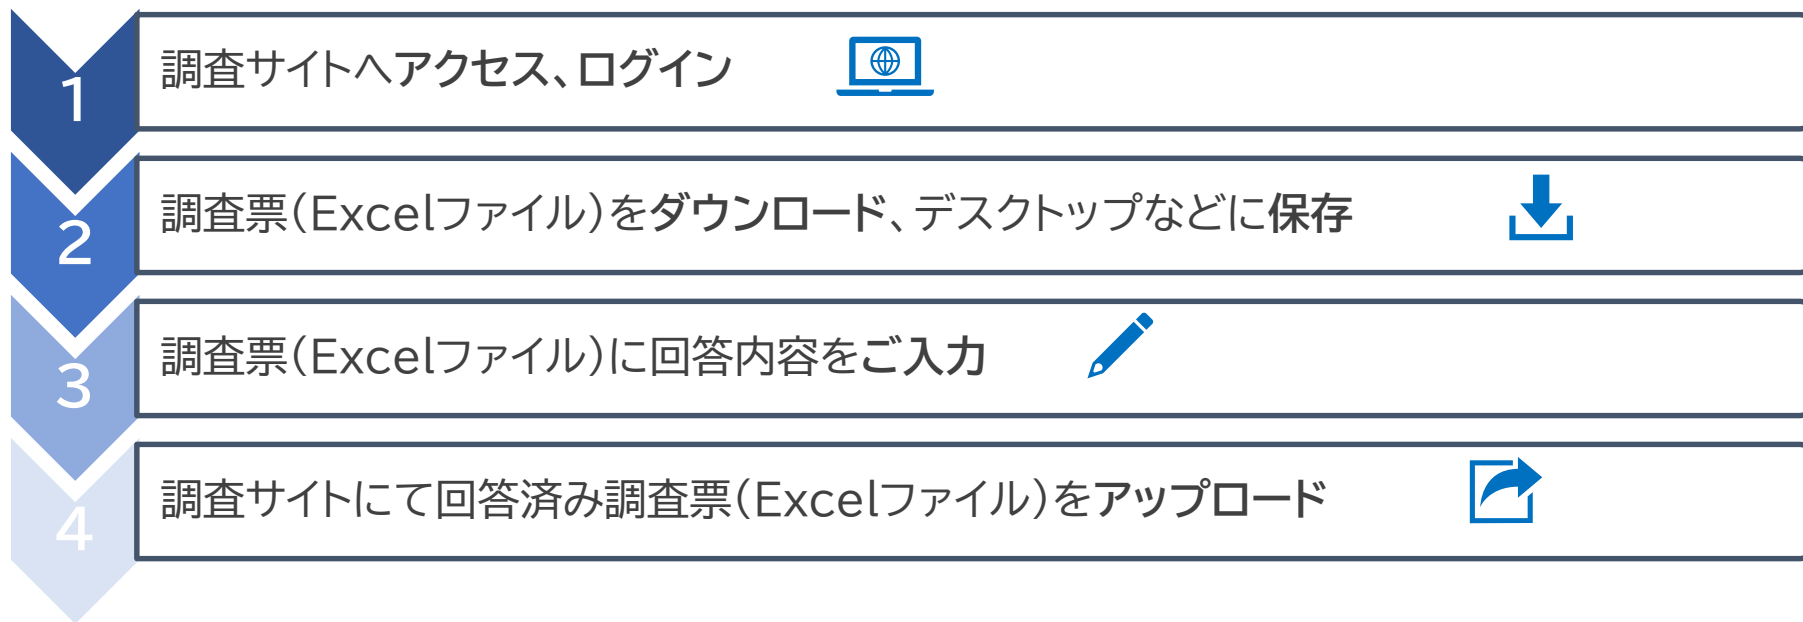 1
調査サイトへアクセス、ログイン
2
調査票(Excelファイル)をダウンロード、デスクトップなどに保存
3
調査票(Excelファイル)に回答内容をご入力
4
調査サイトにて回答済み調査票(Excelファイル)をアップロード